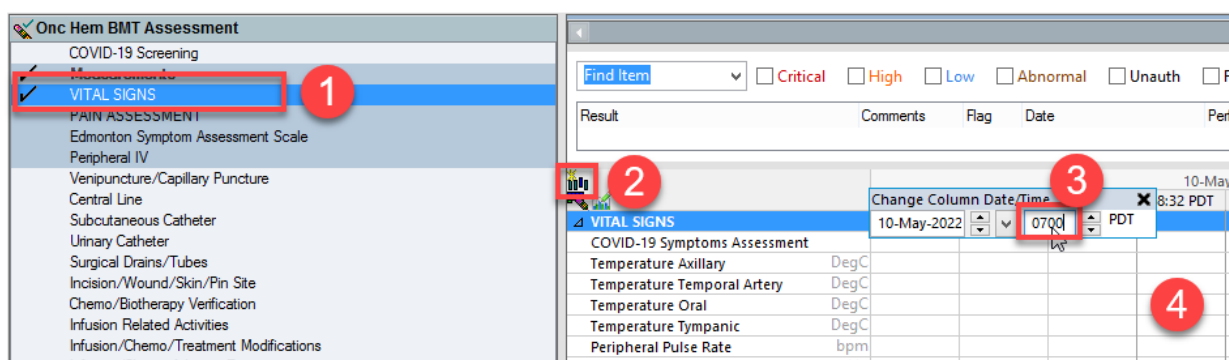 Onc Hem BMT Assessment
COVID-19 Screening
Measurements
VITAL SIGNS
PAIN ASSESSMENT
Edmonton Symptom Assessment Scale
Peripheral IV
Venipuncture/Capillary Puncture
Central Line
Subcutaneous Catheter
Urinary Catheter
Surgical Drains/Tubes
Incision/Wound/Skin/Pin Site
Chemo/Biotherapy Verification
Infusion Related Activities
Infusion/Chemo/Treatment Modifications
1
Find Item Critical High Low Abnormal Unauth
Result Comments Flag Date
2
3
10-May
Change Column Date/Time 8:32 PDT
10-May-2022 0700 PDT
VITAL SIGNS
COVID-19 Symptoms Assessment
Temperature Axillary DegC
Temperature Temporal Artery DegC
Temperature Oral DegC
Temperature Tympanic DegC
Peripheral Pulse Rate bpm
4